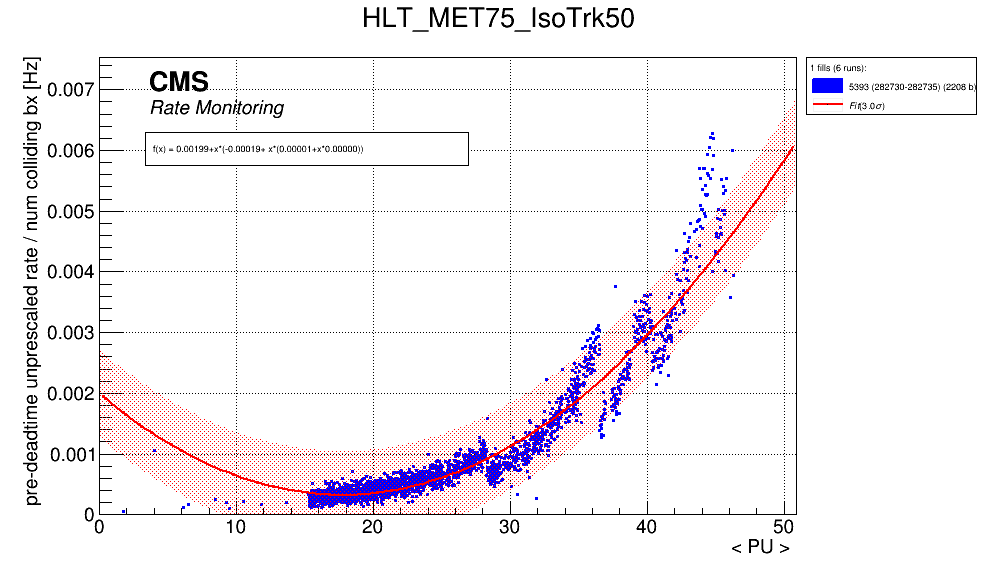 HLT_MET75_IsoTrk50
pre-deadtime unprescaled rate / num colliding bx [Hz]
0.007
0.006
0.005
0.004
0.003
0.002
0.001
0
CMS
Rate Monitoring
f(x) = 0.00199+x*(-0.00019+ x*(0.00001+x*0.00000))
0 10 20 30 40 50
< PU >
1 fills (6 runs):
5393 (282730-282735) (2208 b)
Fit(3.0σ)